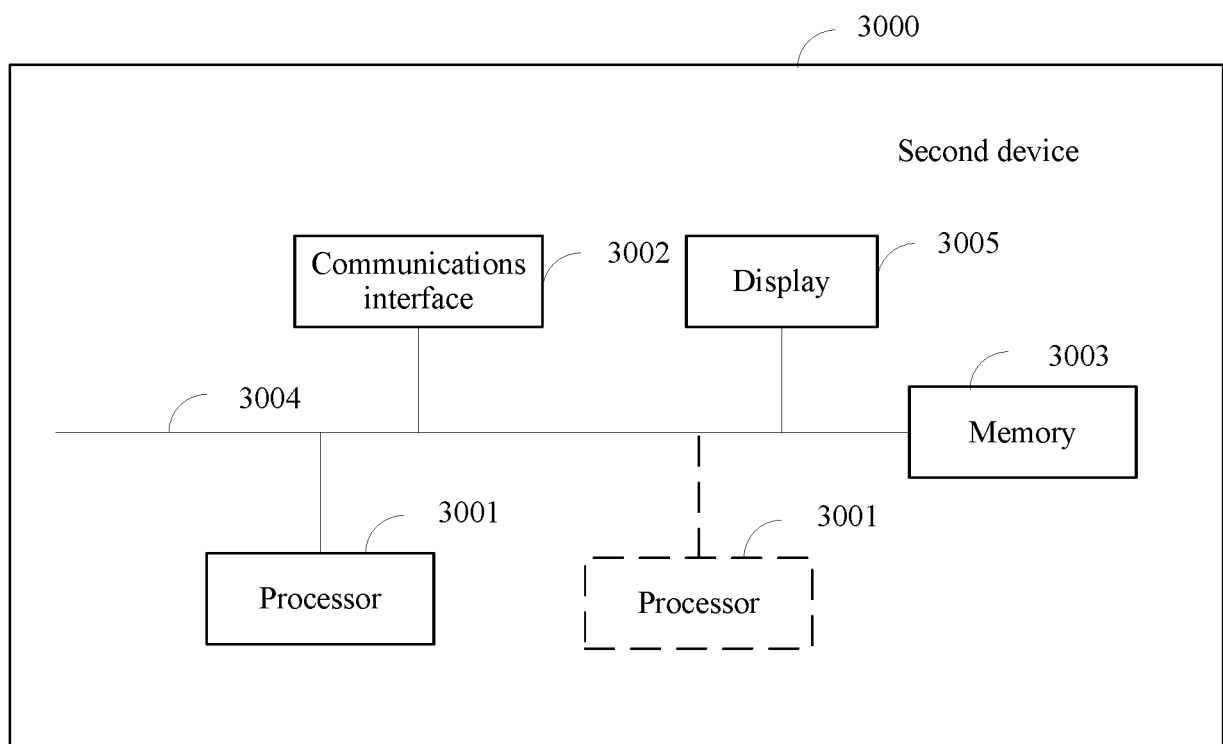 3000
Second device
Communications
interface
3002
Display
3005
3003
Memory
3004
3001
Processor
3001
Processor